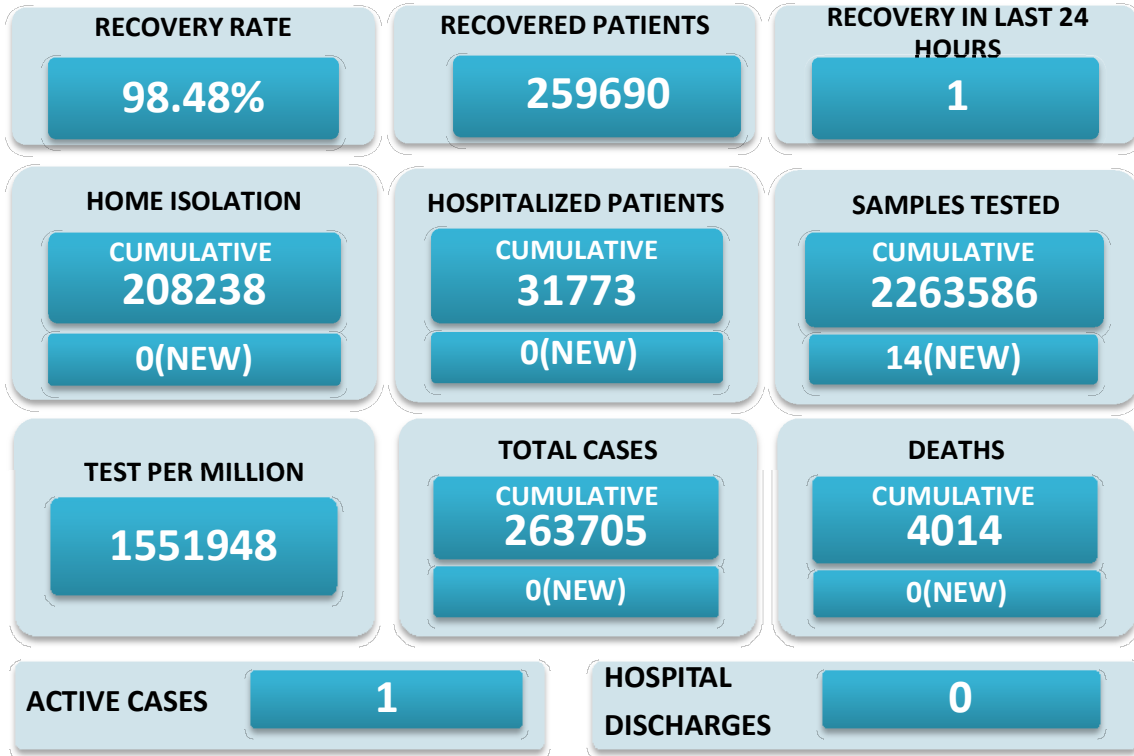 RECOVERY RATE
98.48%
RECOVERED PATIENTS
259690
RECOVERY IN LAST 24
HOURS
1
HOME ISOLATION
CUMULATIVE
208238
0(NEW)
HOSPITALIZED PATIENTS
CUMULATIVE
31773
0(NEW)
SAMPLES TESTED
CUMULATIVE
2263586
14(NEW)
TEST PER MILLION
1551948
TOTAL CASES
CUMULATIVE
263705
0(NEW)
DEATHS
CUMULATIVE
4014
0(NEW)
ACTIVE CASES
1
HOSPITAL
DISCHARGES
0